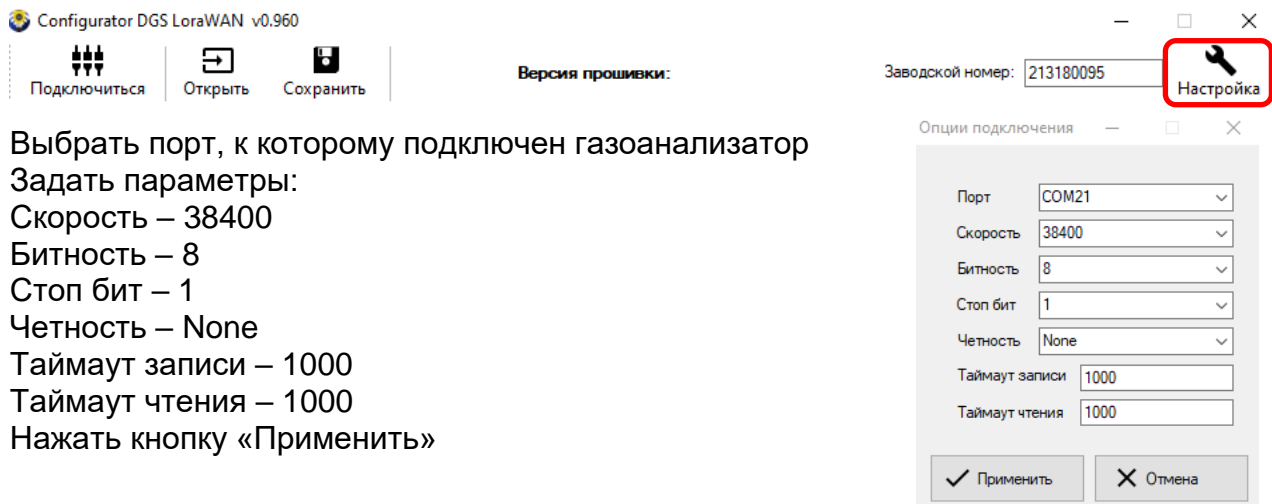 Configurator DGS LoraWAN v0.960
Подключиться
Открыть
Сохранить
Версия прошивки:
Заводской номер: 213180095
Настройка
Выбрать порт, к которому подключен газоанализатор
Задать параметры:
Скорость – 38400
Битность – 8
Стоп бит – 1
Четность – None
Таймаут записи – 1000
Таймаут чтения – 1000
Нажать кнопку «Применить»
Опции подключения
Порт COM21
Скорость 38400
Битность 8
Стоп бит 1
Четность None
Таймаут записи 1000
Таймаут чтения 1000
Применить
Отмена